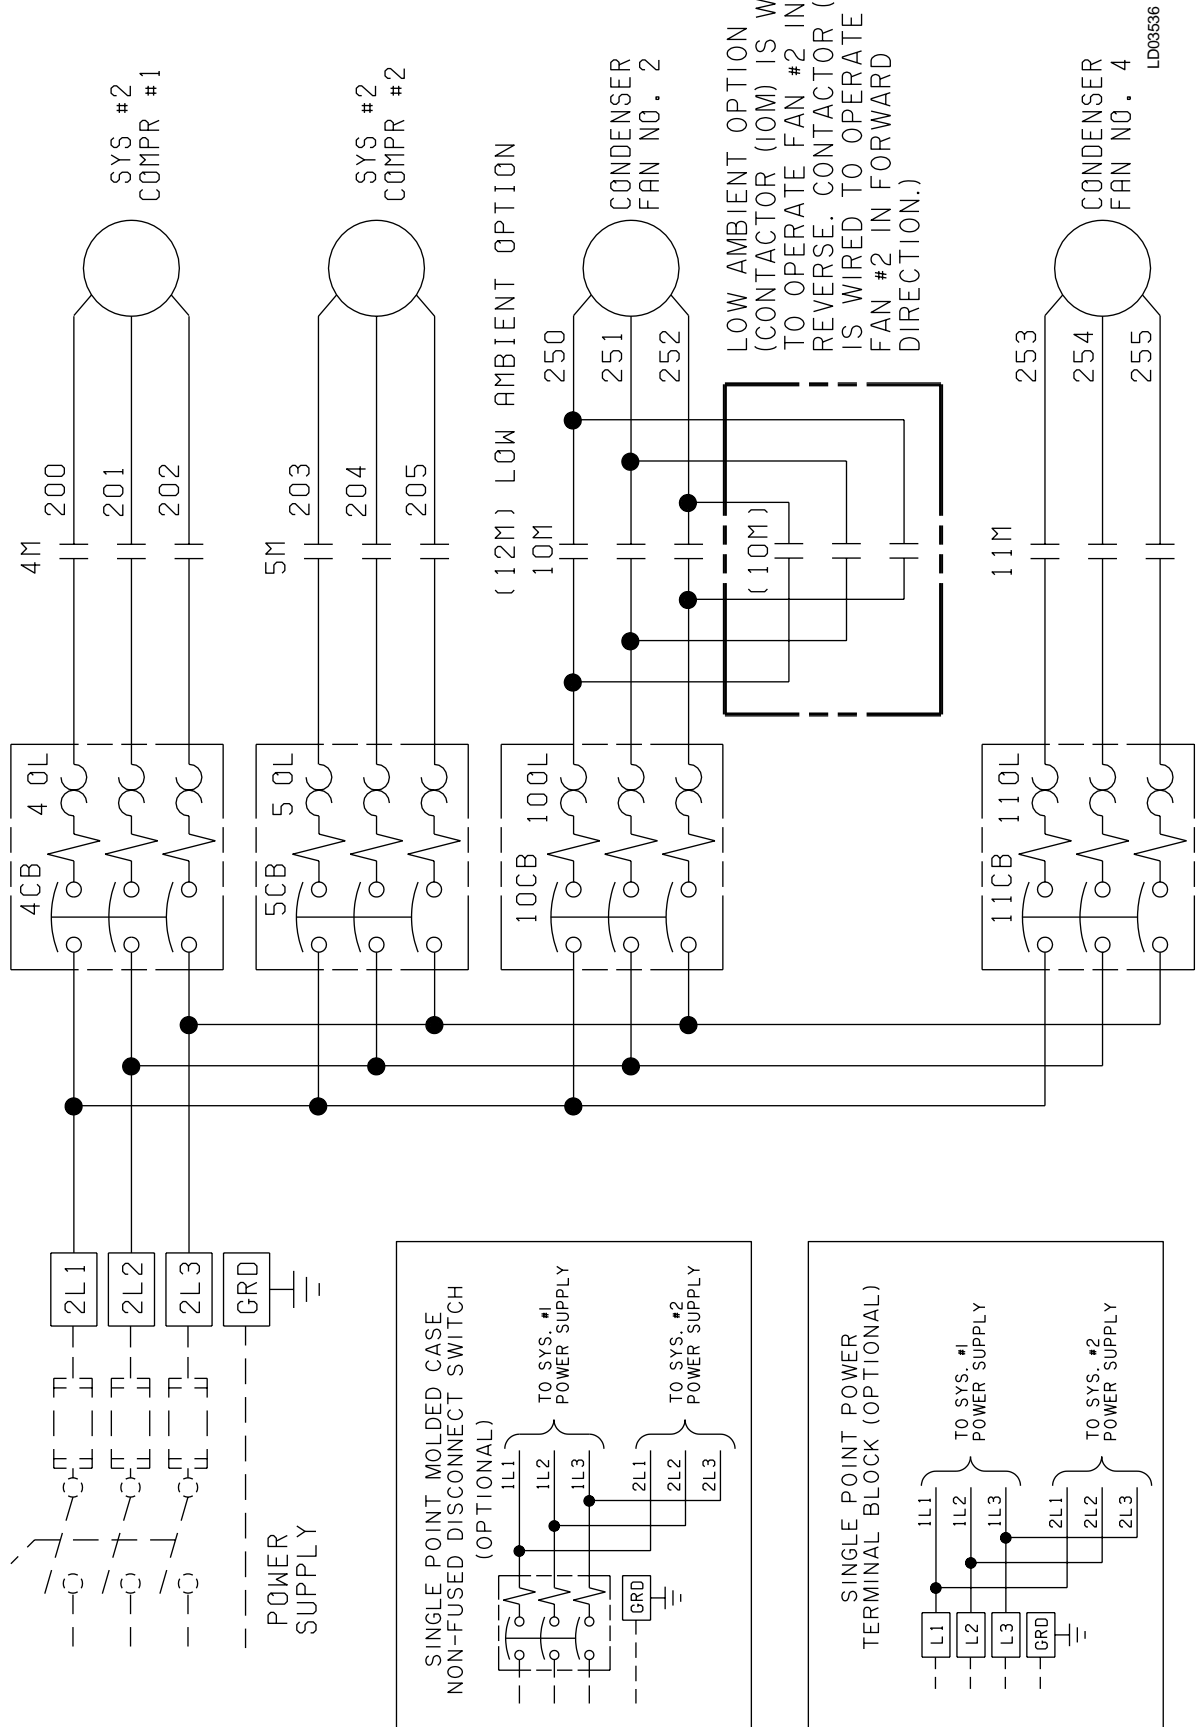 SYS #2
COMPR #1
4M
200
201
202
4CB
4 OL
SYS #2
COMPR #2
5M
203
204
205
5CB
5 OL
CONDENSER
FAN NO. 2
(12M) LOW AMBIENT OPTION
10M
250
251
252
10CB
10OL
(10M)
LOW AMBIENT OPTION
(CONTACTOR (10M) IS W
TO OPERATE FAN #2 IN
REVERSE. CONTACTOR (
IS WIRED TO OPERATE
FAN #2 IN FORWARD
DIRECTION.)
CONDENSER
FAN NO. 4
11M
253
254
255
11CB
11OL
LD03536
2L1
2L2
2L3
GRD
POWER
SUPPLY
SINGLE POINT MOLDED CASE
NON-FUSED DISCONNECT SWITCH
(OPTIONAL)
1L1
1L2
1L3
TO SYS. #1
POWER SUPPLY
2L1
2L2
2L3
TO SYS. #2
POWER SUPPLY
GRD
SINGLE POINT POWER
TERMINAL BLOCK (OPTIONAL)
L1
L2
L3
GRD
1L1
1L2
1L3
TO SYS. #1
POWER SUPPLY
2L1
2L2
2L3
TO SYS. #2
POWER SUPPLY